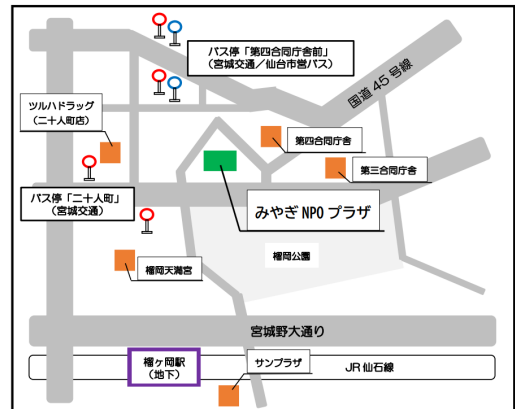 バス停「第四合同庁舎前」
(宮城交通／仙台市営バス)
国道45号線
ツルハドラッグ
(二十人町店)
第四合同庁舎
第三合同庁舎
バス停「二十人町」
(宮城交通)
みやぎNPOプラザ
榴岡公園
榴岡天満宮
宮城野大通り
榴ヶ岡駅
(地下)
サンプラザ
JR仙石線